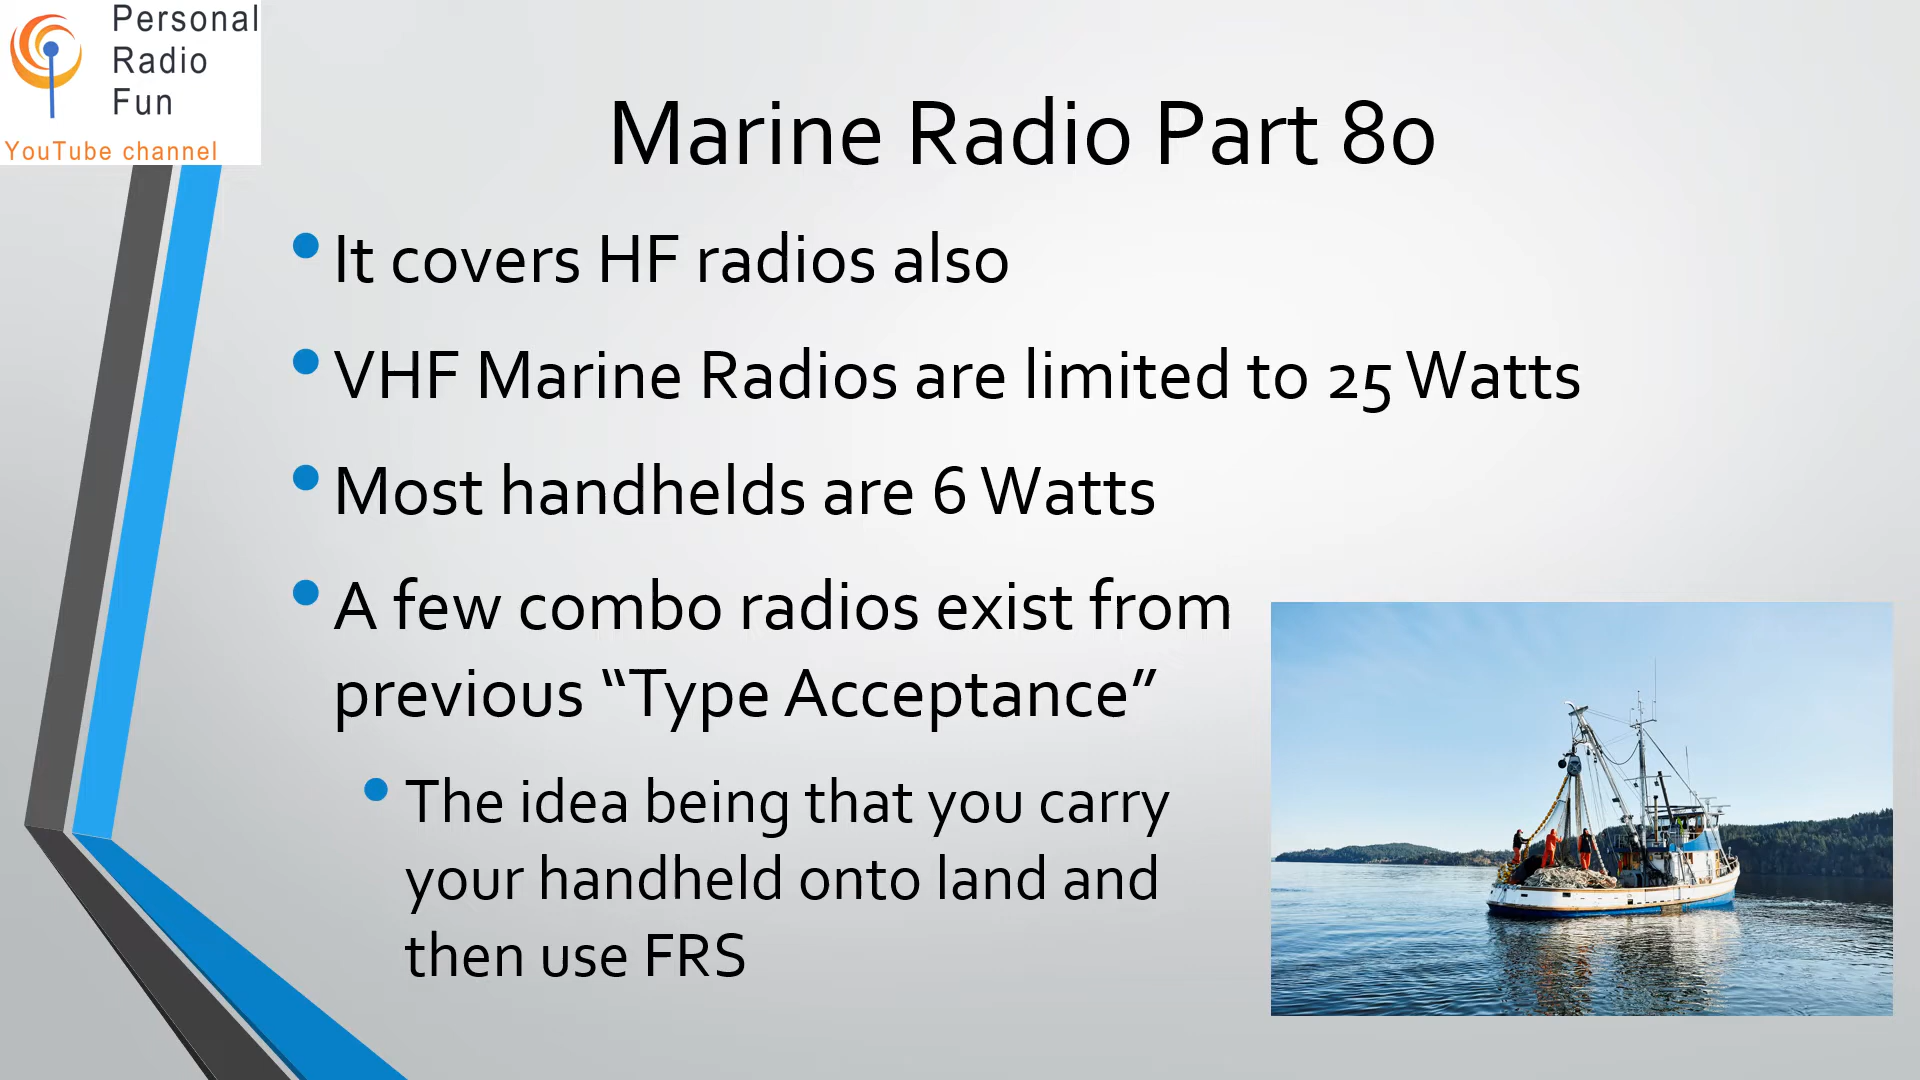 Personal
Radio
Fun
YouTube channel
Marine Radio Part 80
• It covers HF radios also
• VHF Marine Radios are limited to 25 Watts
• Most handhelds are 6 Watts
• A few combo radios exist from
previous “Type Acceptance”
• The idea being that you carry
your handheld onto land and
then use FRS